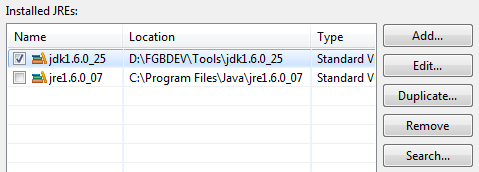 Installed JREs:
Name Location Type
jdk1.6.0_25 D:\FGBDEV\Tools\jdk1.6.0_25 Standard V
jre1.6.0_07 C:\Program Files\Java\jre1.6.0_07 Standard V
Add...
Edit...
Duplicate...
Remove
Search...